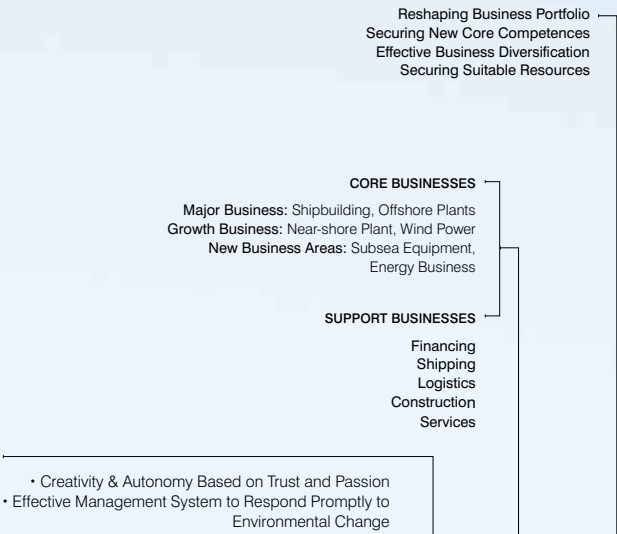 Reshaping Business Portfolio
Securing New Core Competences
Effective Business Diversification
Securing Suitable Resources
CORE BUSINESSES
Major Business: Shipbuilding, Offshore Plants
Growth Business: Near-shore Plant, Wind Power
New Business Areas: Subsea Equipment,
Energy Business
SUPPORT BUSINESSES
Financing
Shipping
Logistics
Construction
Services
• Creativity & Autonomy Based on Trust and Passion
• Effective Management System to Respond Promptly to
Environmental Change